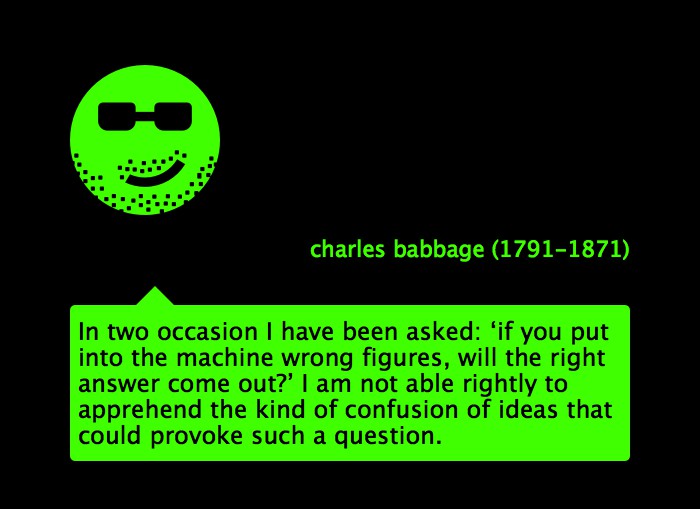 charles babbage (1791–1871)
In two occasion I have been asked: ‘if you put
into the machine wrong figures, will the right
answer come out?’ I am not able rightly to
apprehend the kind of confusion of ideas that
could provoke such a question.